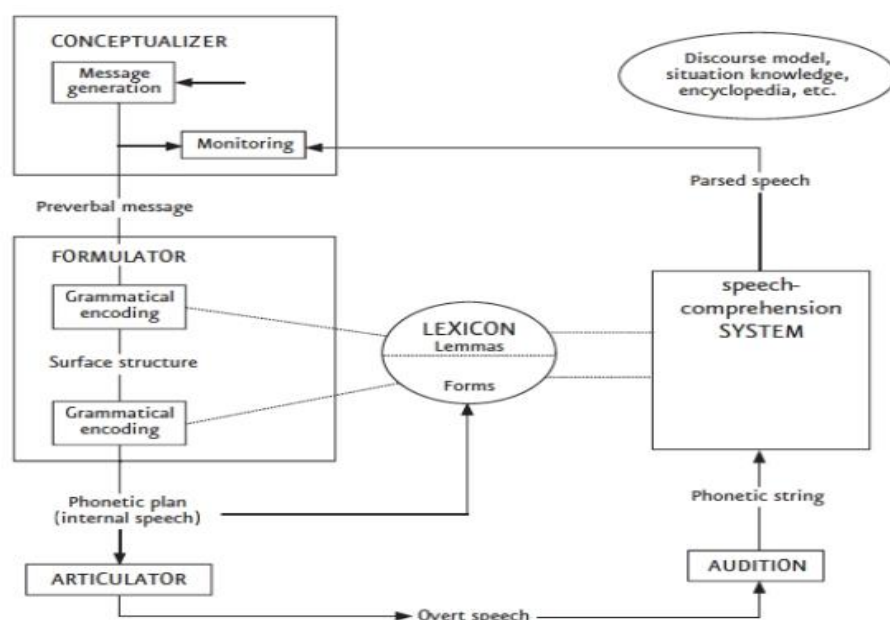 CONCEPTUALIZER
Message
generation
Monitoring
Discourse model,
situation knowledge,
encyclopedia, etc.
Parsed speech
Preverbal message
FORMULATOR
Grammatical
encoding
Surface structure
Grammatical
encoding
LEXICON
Lemmas
Forms
speech-
comprehension
SYSTEM
Phonetic plan
(internal speech)
Phonetic string
ARTICULATOR
AUDITION
Overt speech